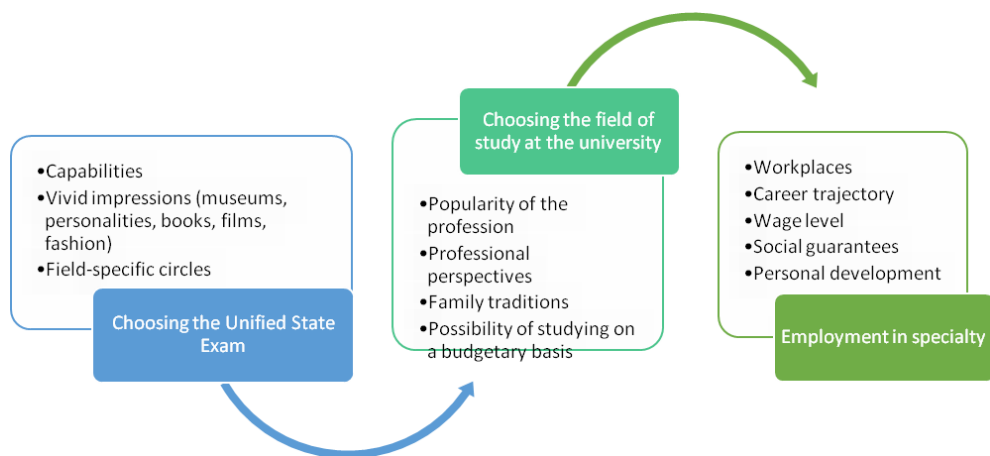 •Capabilities
•Vivid impressions (museums,
personalities, books, films,
fashion)
•Field-specific circles
Choosing the Unified State
Exam
Choosing the field of
study at the university
•Popularity of the
profession
•Professional
perspectives
•Family traditions
•Possibility of studying on
a budgetary basis
•Workplaces
•Career trajectory
•Wage level
•Social guarantees
•Personal development
Employment in specialty